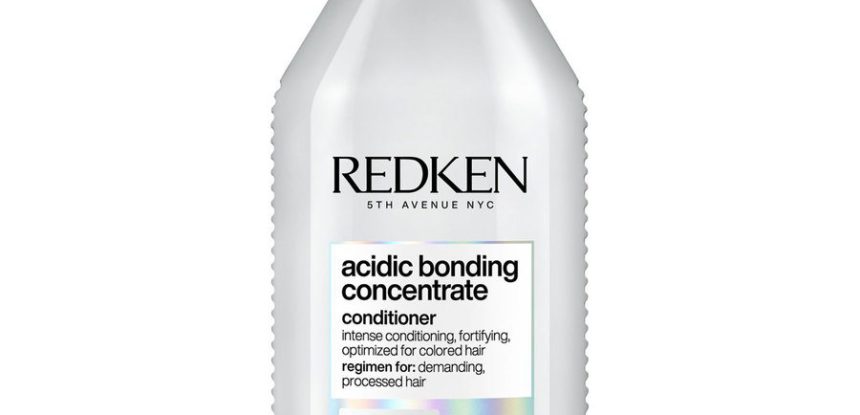 REDKEN
5TH AVENUE NYC
acidic bonding
concentrate
conditioner
intense conditioning, fortifying,
optimized for colored hair
regimen for: demanding,
processed hair